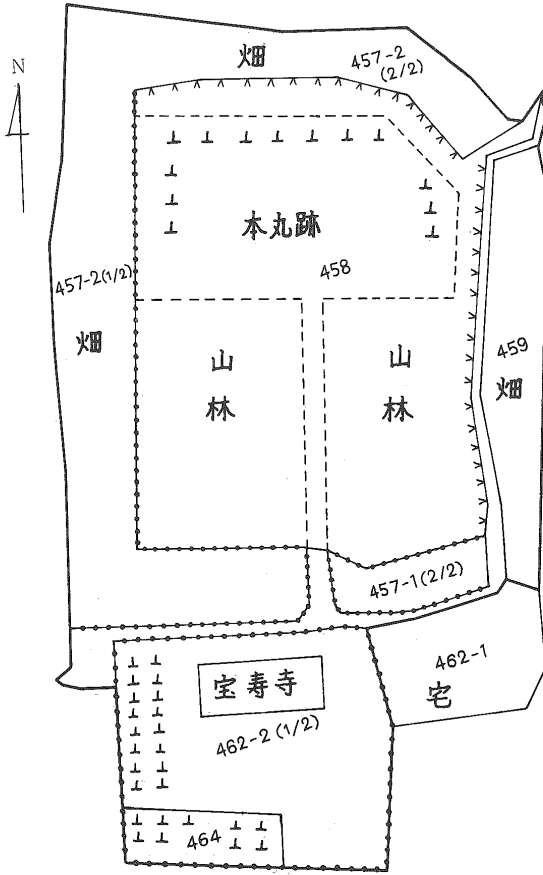 畑
457-2
(2/2)
N
本丸跡
458
457-2(1/2)
畑
山林
山林
459
畑
457-1(2/2)
462-1
宅
宝寿寺
462-2(1/2)
464